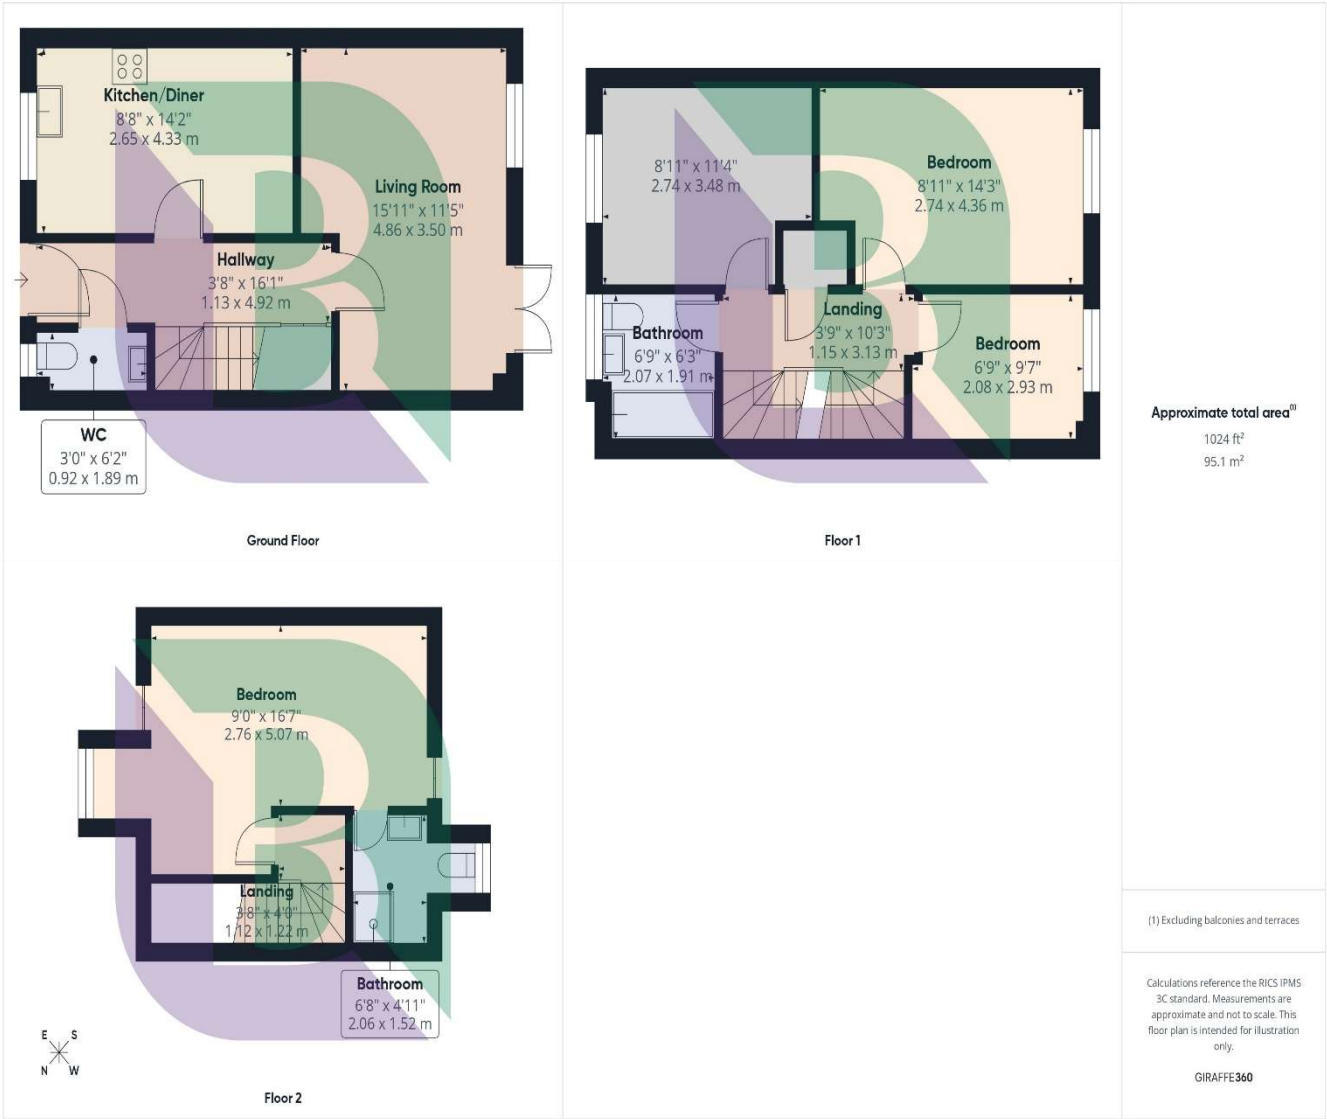 Kitchen/Diner
8'8" x 14'2"
2.65 x 4.33 m
Living Room
15'11" x 11'5"
4.86 x 3.50 m
Hallway
3'8" x 16'1"
1.13 x 4.92 m
WC
3'0" x 6'2"
0.92 x 1.89 m
Ground Floor
8'11" x 11'4"
2.74 x 3.48 m
Bedroom
8'11" x 14'3"
2.74 x 4.36 m
Landing
3'9" x 10'3"
1.15 x 3.13 m
Bathroom
6'9" x 6'3"
2.07 x 1.91 m
Bedroom
6'9" x 9'7"
2.08 x 2.93 m
Floor 1
Approximate total area(1)
1024 ft²
95.1 m²
Bedroom
9'0" x 16'7"
2.76 x 5.07 m
Landing
3'8" x 4'0"
1.12 x 1.22 m
Bathroom
6'8" x 4'11"
2.06 x 1.52 m
E S
N W
Floor 2
(1) Excluding balconies and terraces
Calculations reference the RICS IPMS
3C standard. Measurements are
approximate and not to scale. This
floor plan is intended for illustration
only.
GIRAFFE360